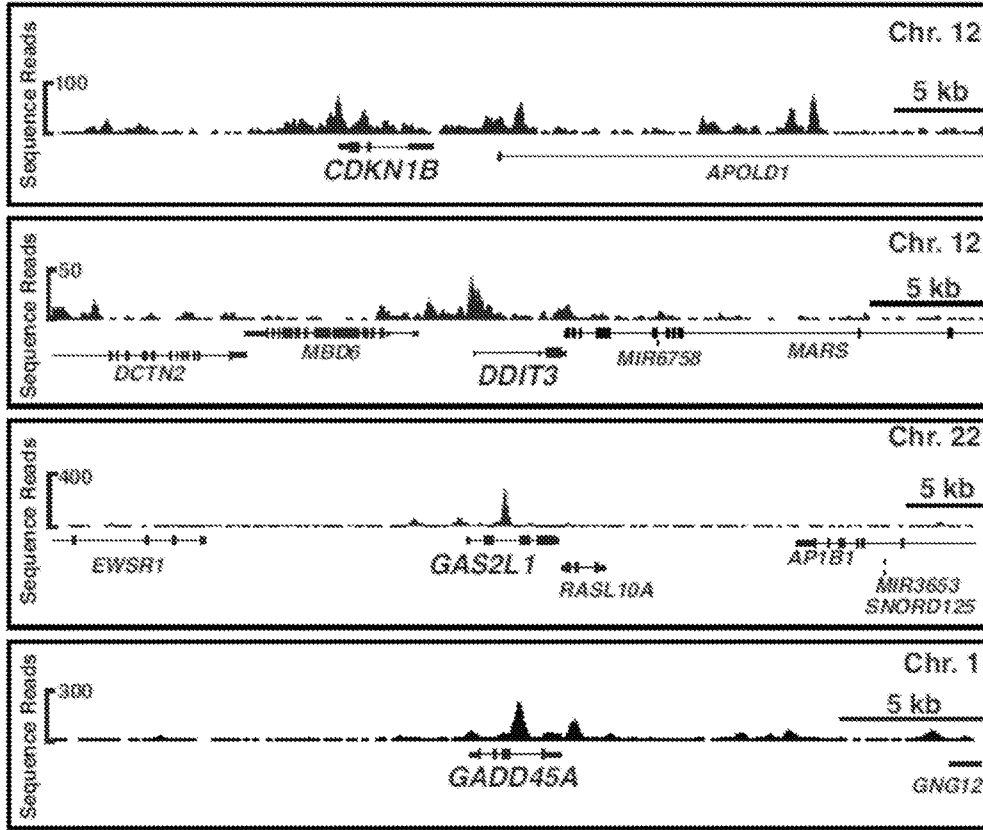 Chr. 12
Sequence Reads
100
5 kb
CDKN1B
APOLD1
Chr. 12
Sequence Reads
50
5 kb
DCTN2
MBD6
DDIT3
MIR6758
MARS
Chr. 22
Sequence Reads
400
5 kb
EWSR1
GAS2L1
RASL10A
AP1B1
MIR3653
SNORD125
Chr. 1
Sequence Reads
300
5 kb
GADD45A
GNG12